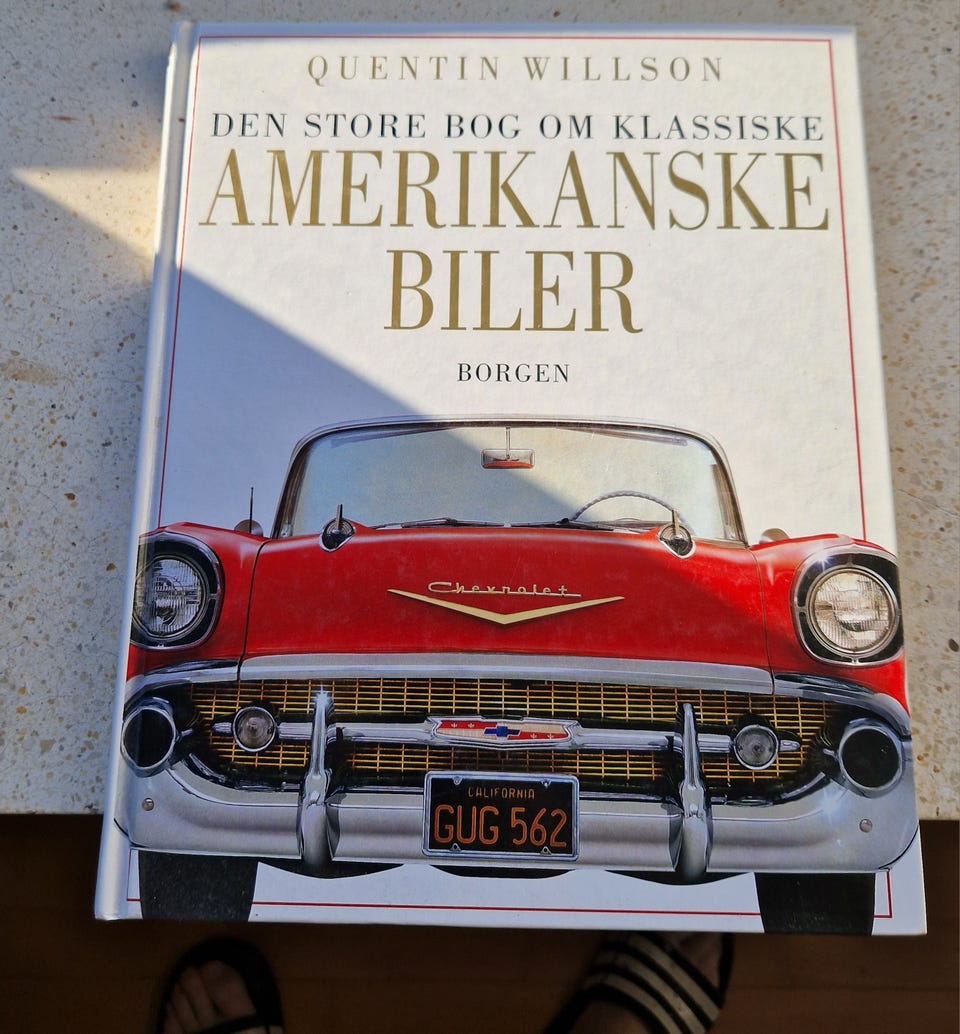 QUENTIN WILLSON
DEN STORE BOG OM KLASSISKE
AMERIKANSKE
BILER
BORGEN
Chevrolet
CALIFORNIA
GUG 562